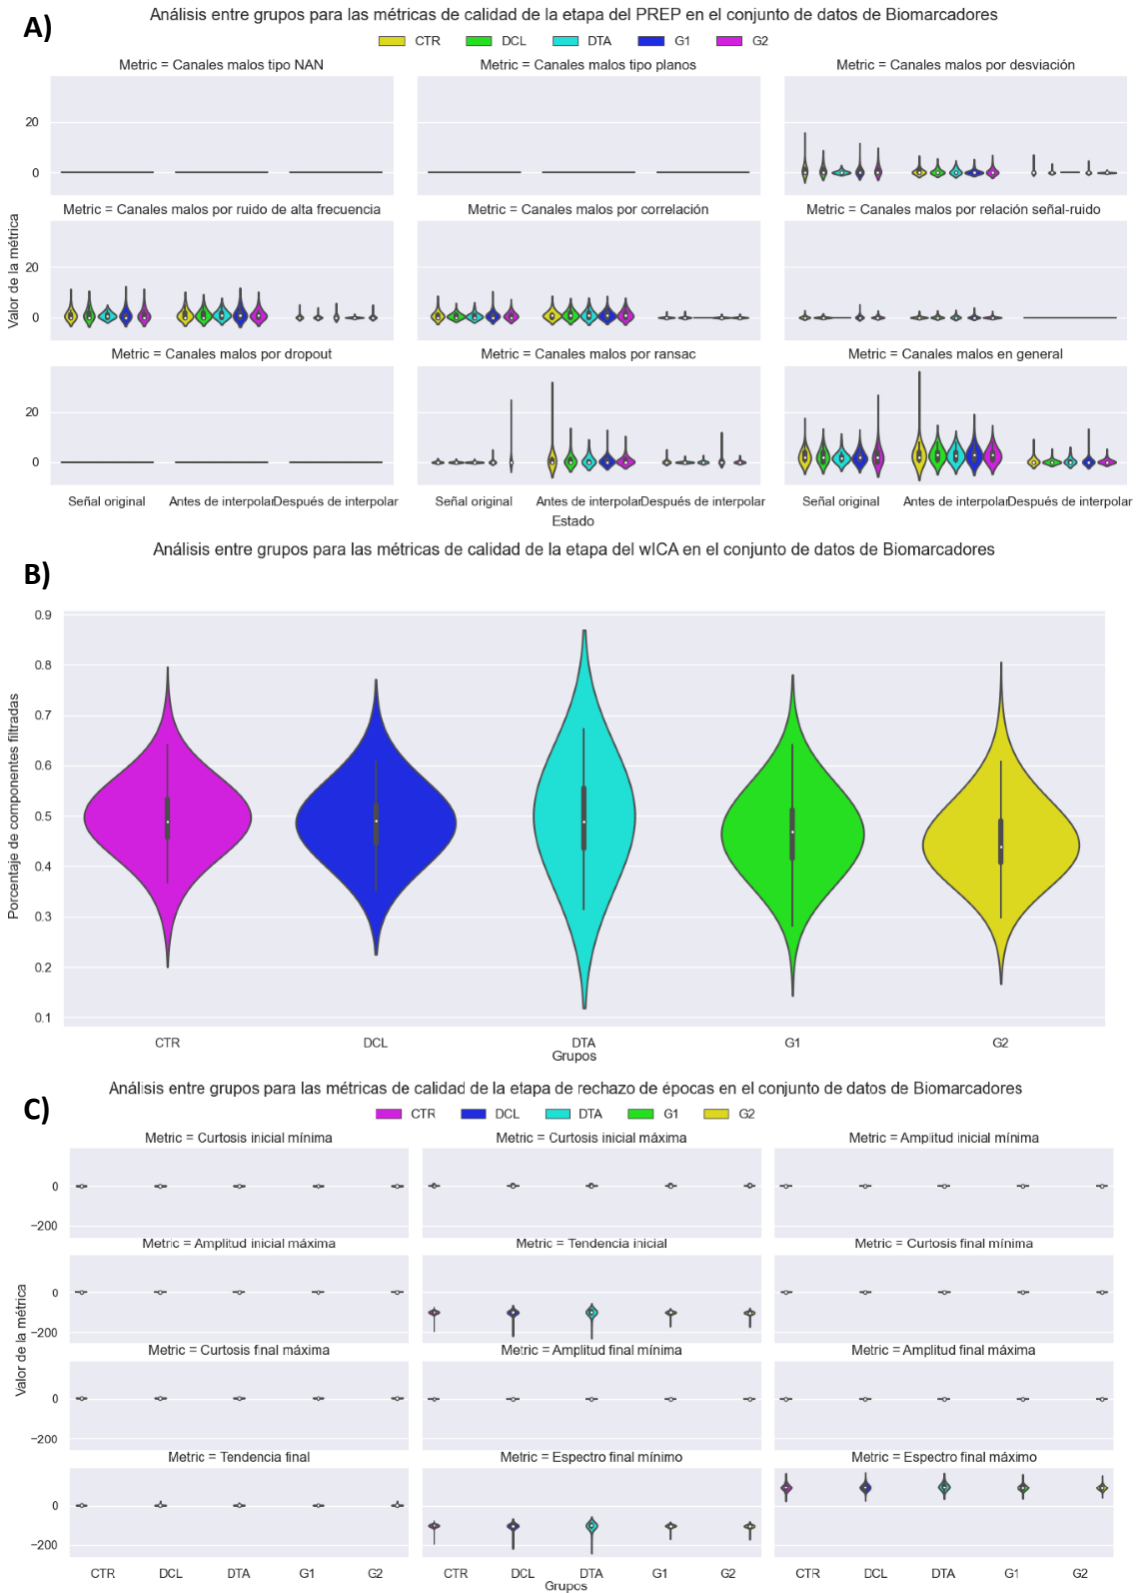 A)
Análisis entre grupos para las métricas de calidad de la etapa del PREP en el conjunto de datos de Biomarcadores
CTR DCL DTA G1 G2
Metric = Canales malos tipo NAN Metric = Canales malos tipo planos Metric = Canales malos por desviación
20
0
Metric = Canales malos por ruido de alta frecuencia Metric = Canales malos por correlación Metric = Canales malos por relación señal-ruido
Valor de la métrica
20
0
Metric = Canales malos por dropout Metric = Canales malos por ransac Metric = Canales malos en general
20
0
Señal original Antes de interpolar Después de interpolar Señal original Antes de interpolar Después de interpolar Señal original Antes de interpolar Después de interpolar
Estado
Análisis entre grupos para las métricas de calidad de la etapa del wICA en el conjunto de datos de Biomarcadores
B)
Porcentaje de componentes filtradas
0.9
0.8
0.7
0.6
0.5
0.4
0.3
0.2
0.1
CTR DCL DTA G1 G2
Grupos
Análisis entre grupos para las métricas de calidad de la etapa de rechazo de épocas en el conjunto de datos de Biomarcadores
C)
CTR DCL DTA G1 G2
Metric = Curtosis inicial mínima Metric = Curtosis inicial máxima Metric = Amplitud inicial mínima
0
−200
Metric = Amplitud inicial máxima Metric = Tendencia inicial Metric = Curtosis final mínima
Valor de la métrica
0
−200
Metric = Curtosis final máxima Metric = Amplitud final mínima Metric = Amplitud final máxima
0
−200
Metric = Tendencia final Metric = Espectro final mínimo Metric = Espectro final máximo
0
−200
CTR DCL DTA G1 G2 CTR DCL DTA G1 G2 CTR DCL DTA G1 G2
Grupos